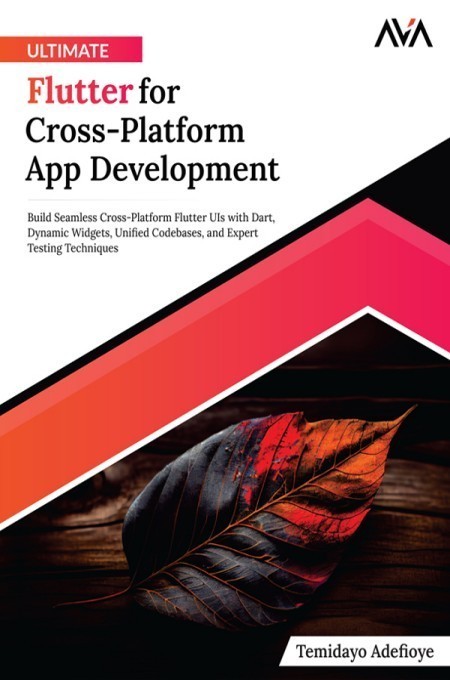 AVA
ULTIMATE
Flutter for
Cross-Platform
App Development
Build Seamless Cross-Platform Flutter UIs with Dart,
Dynamic Widgets, Unified Codebases, and Expert
Testing Techniques
Temidayo Adefioye